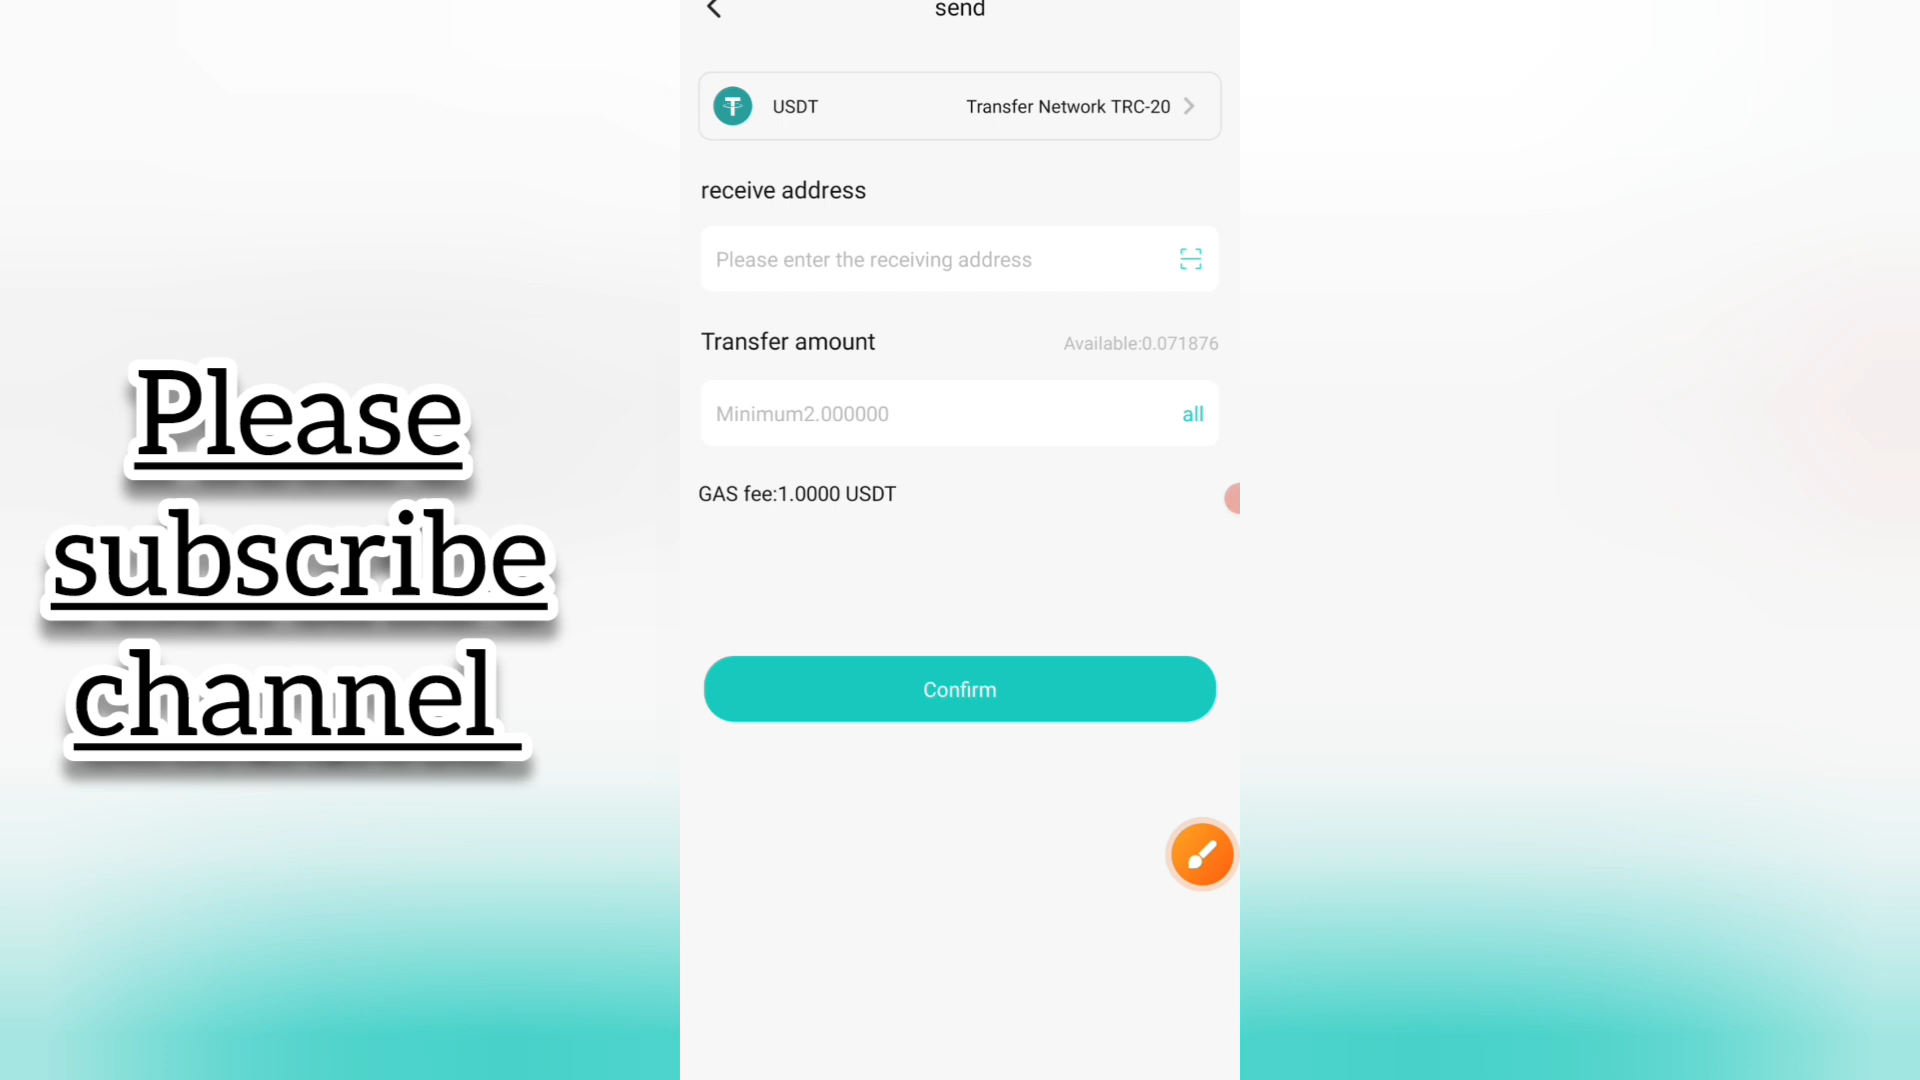 Please
subscribe
channel
send
USDT
Transfer Network TRC-20
receive address
Please enter the receiving address
Transfer amount
Available:0.071876
Minimum2.000000
all
GAS fee:1.0000 USDT
Confirm